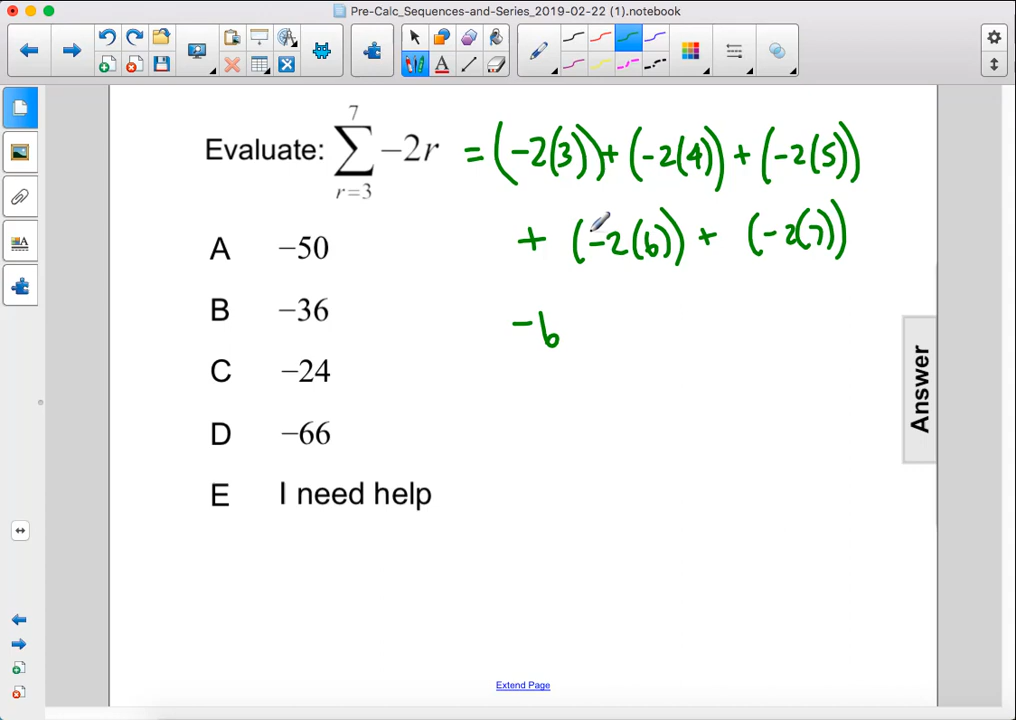 Pre-Calc_Sequences-and-Series_2019-02-22 (1).notebook
Evaluate: ∑_{r=3}^{7} −2r = (−2(3)) + (−2(4)) + (−2(5))
+ (−2(6)) + (−2(7))
A −50
−6
B −36
C −24
D −66
E I need help
Answer
Extend Page